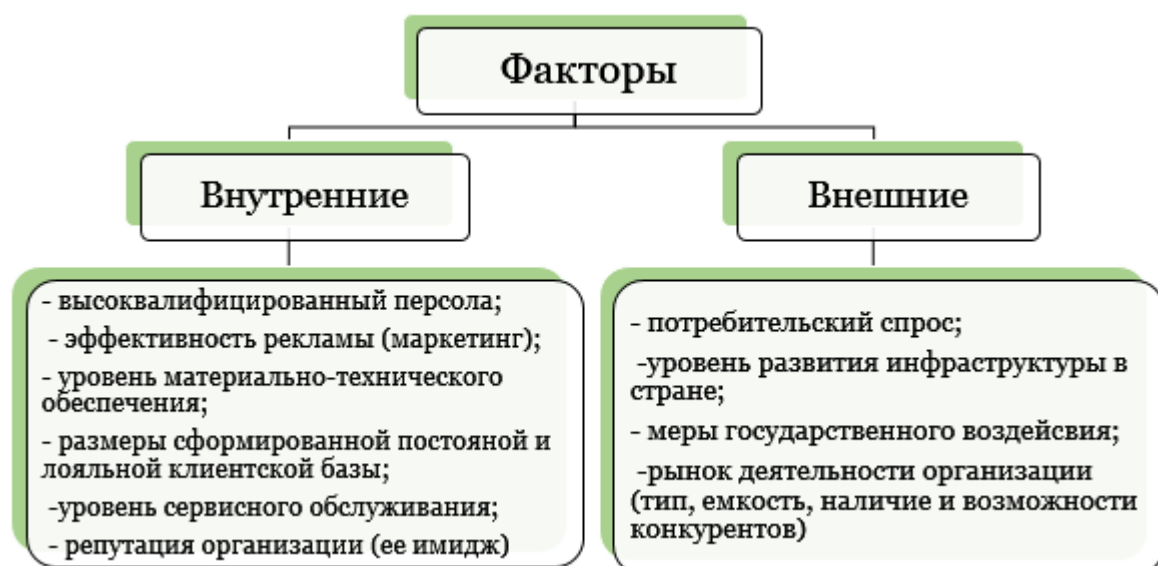 Факторы
Внутренние
Внешние
- высоквалифицированный персола;
- эффективность рекламы (маркетинг);
- уровень материально-технического
обеспечения;
- размеры сформированной постояной и
лояльной клиентской базы;
-уровень сервисного обслуживания;
- репутация организации (ее имидж)
- потребительский спрос;
-уровень развития инфраструктуры в
стране;
- меры государственного воздейсвия;
-рынок деятельности организации
(тип, емкость, наличие и возможности
конкурентов)